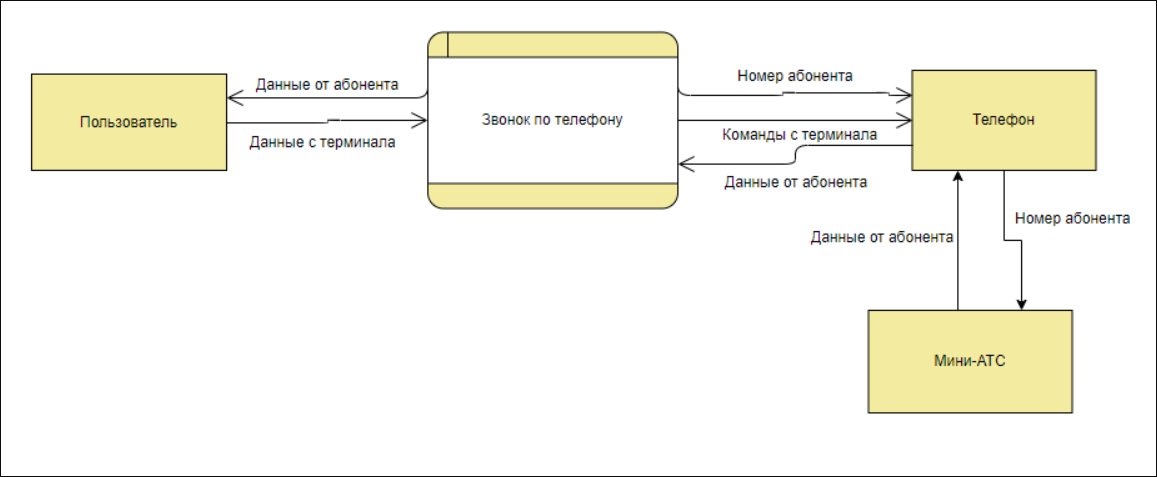 Пользователь
Данные от абонента
Данные с терминала
Звонок по телефону
Номер абонента
Команды с терминала
Данные от абонента
Телефон
Данные от абонента
Номер абонента
Мини-АТС